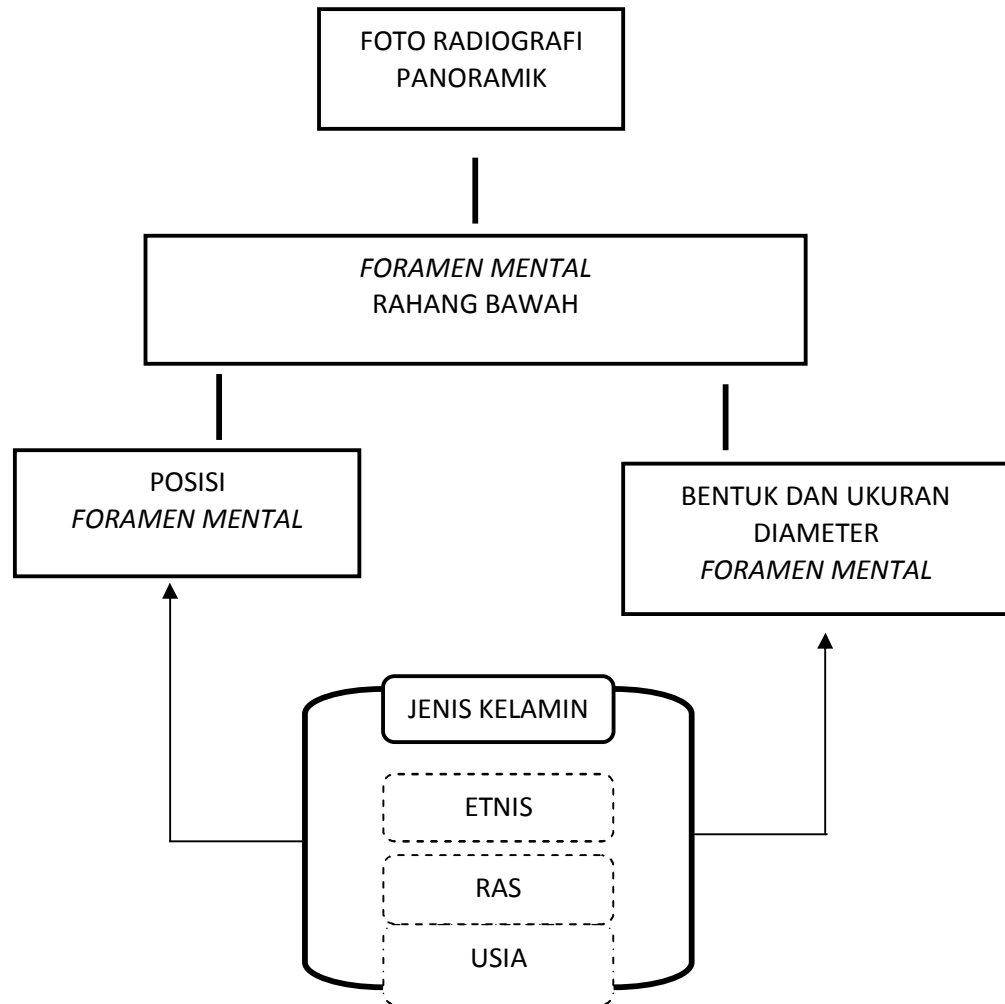 FOTO RADIOGRAFI
PANORAMIK
FORAMEN MENTAL
RAHANG BAWAH
POSISI
FORAMEN MENTAL
BENTUK DAN UKURAN
DIAMETER
FORAMEN MENTAL
JENIS KELAMIN
ETNIS
RAS
USIA